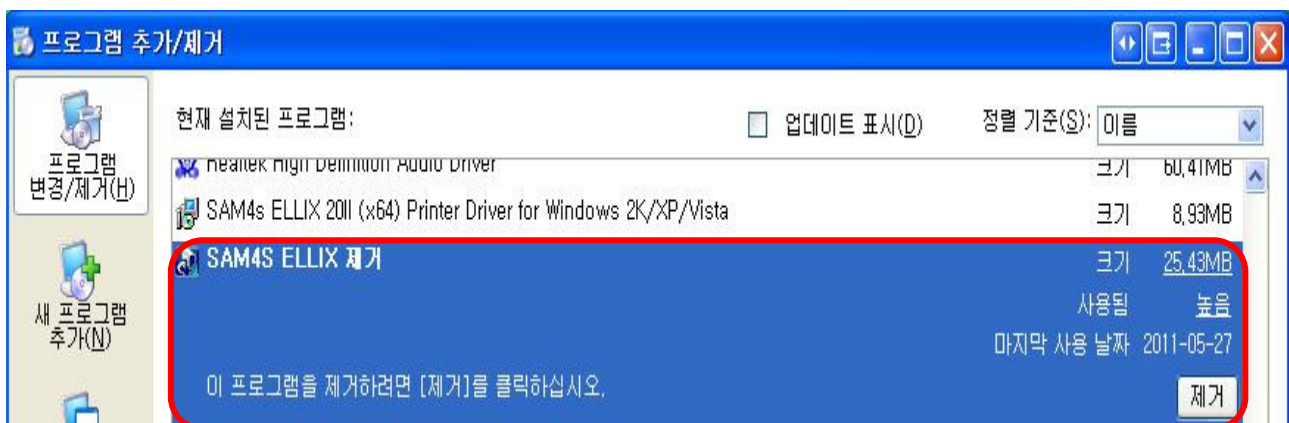 프로그램 추가/제거
프로그램
변경/제거(H)
새 프로그램
추가(N)
현재 설치된 프로그램:
업데이트 표시(D)
정렬 기준(S): 이름
Realtek High Definition Audio Driver 크기 60,41MB
SAM4s ELLIX 20II (x64) Printer Driver for Windows 2K/XP/Vista 크기 8,93MB
SAM4S ELLIX 제거 크기 25,43MB
사용됨 높음
마지막 사용 날짜 2011-05-27
이 프로그램을 제거하려면 [제거]를 클릭하십시오.
제거